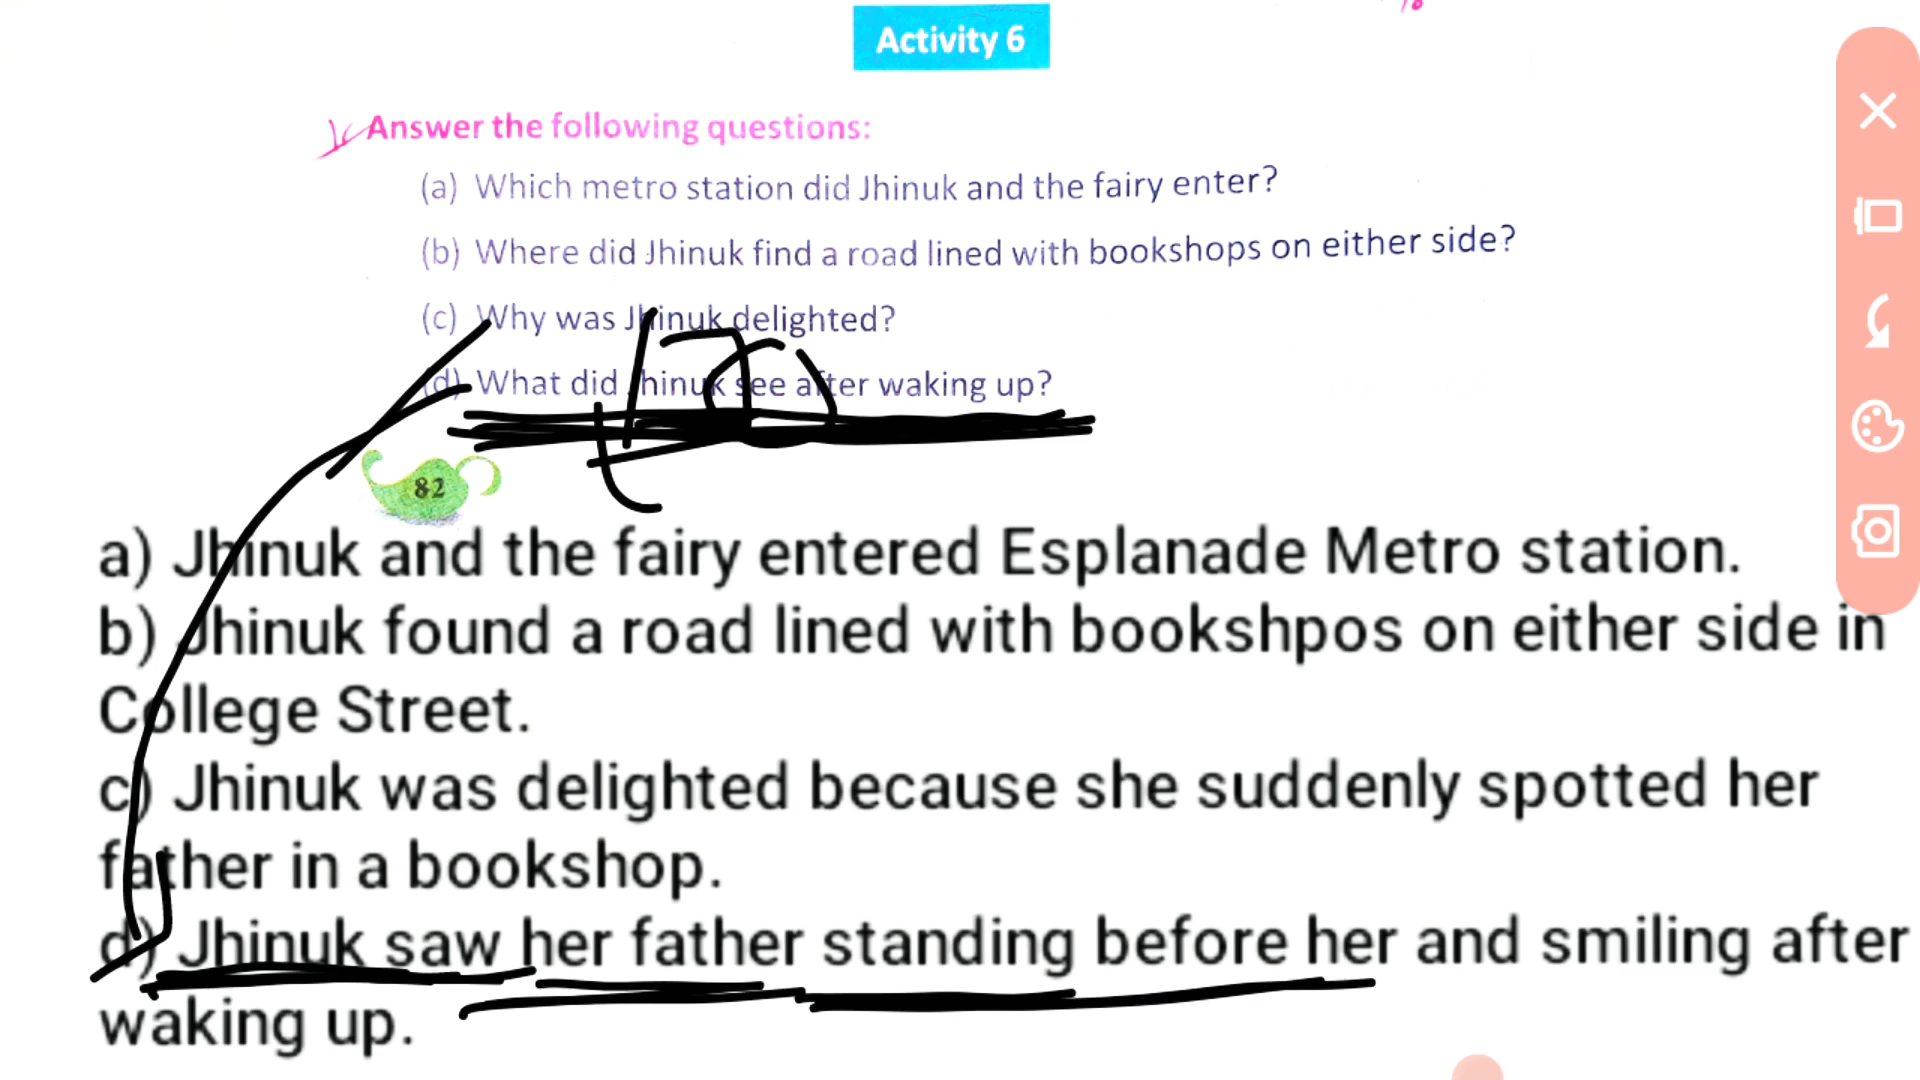 Activity 6
Answer the following questions:
(a) Which metro station did Jhinuk and the fairy enter?
(b) Where did Jhinuk find a road lined with bookshops on either side?
(c) Why was Jhinuk delighted?
(d) What did Jhinuk see after waking up?
82
a) Jhinuk and the fairy entered Esplanade Metro station.
b) Jhinuk found a road lined with bookshpos on either side in
College Street.
c) Jhinuk was delighted because she suddenly spotted her
father in a bookshop.
d) Jhinuk saw her father standing before her and smiling after
waking up.